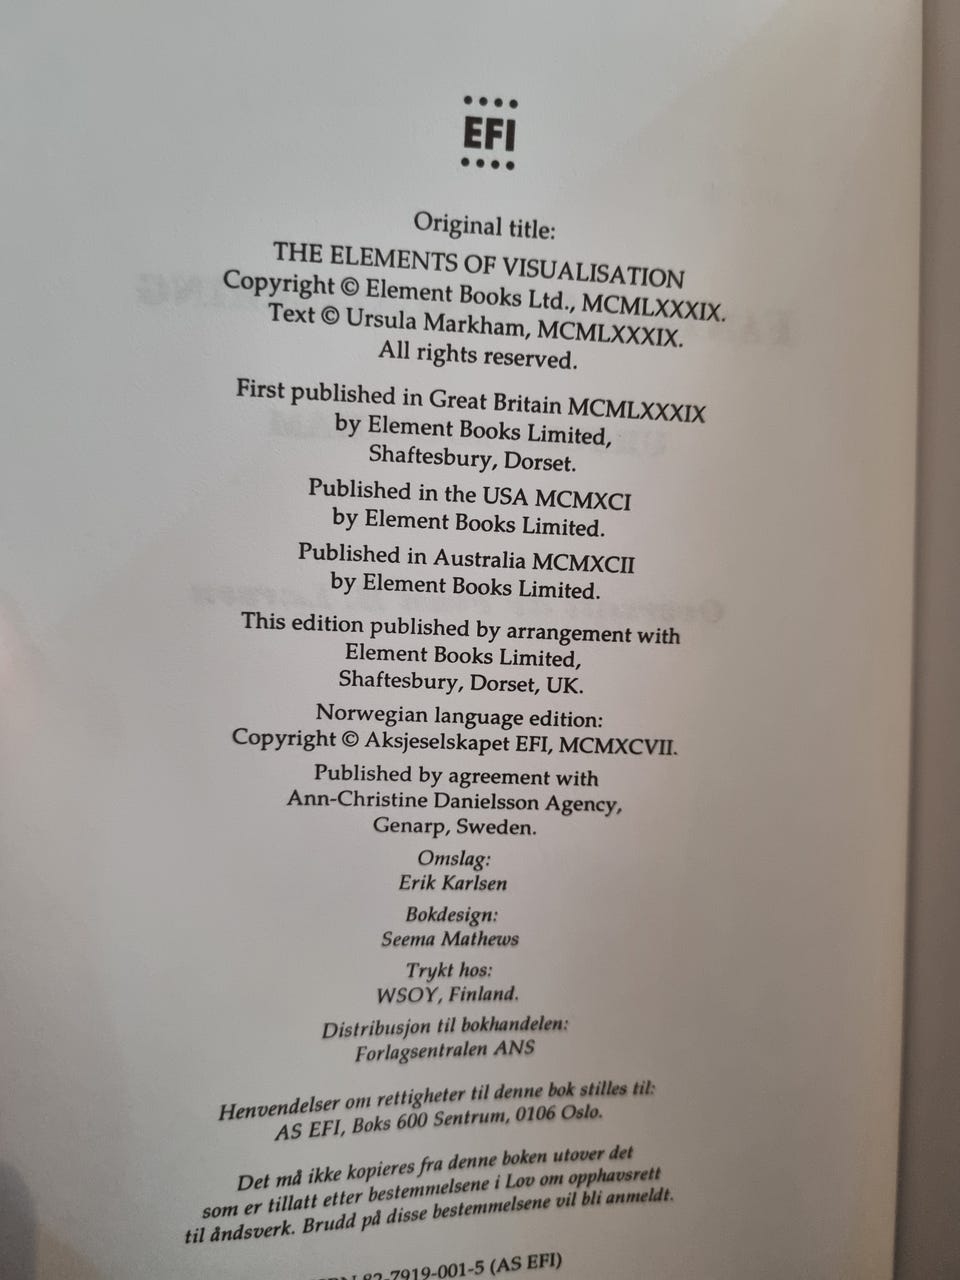 EFI
Original title:
THE ELEMENTS OF VISUALISATION
Copyright © Element Books Ltd., MCMLXXXIX.
Text © Ursula Markham, MCMLXXXIX.
All rights reserved.
First published in Great Britain MCMLXXXIX
by Element Books Limited,
Shaftesbury, Dorset.
Published in the USA MCMXCI
by Element Books Limited.
Published in Australia MCMXCII
by Element Books Limited.
This edition published by arrangement with
Element Books Limited,
Shaftesbury, Dorset, UK.
Norwegian language edition:
Copyright © Aksjeselskapet EFI, MCMXCVII.
Published by agreement with
Ann-Christine Danielsson Agency,
Genarp, Sweden.
Omslag:
Erik Karlsen
Bokdesign:
Seema Mathews
Trykt hos:
WSOY, Finland.
Distribusjon til bokhandelen:
Forlagsentralen ANS
Henvendelser om rettigheter til denne bok stilles til:
AS EFI, Boks 600 Sentrum, 0106 Oslo.
Det må ikke kopieres fra denne boken utover det
som er tillatt etter bestemmelsene i Lov om opphavsrett
til åndsverk. Brudd på disse bestemmelsene vil bli anmeldt.
82-7919-001-5 (AS EFI)